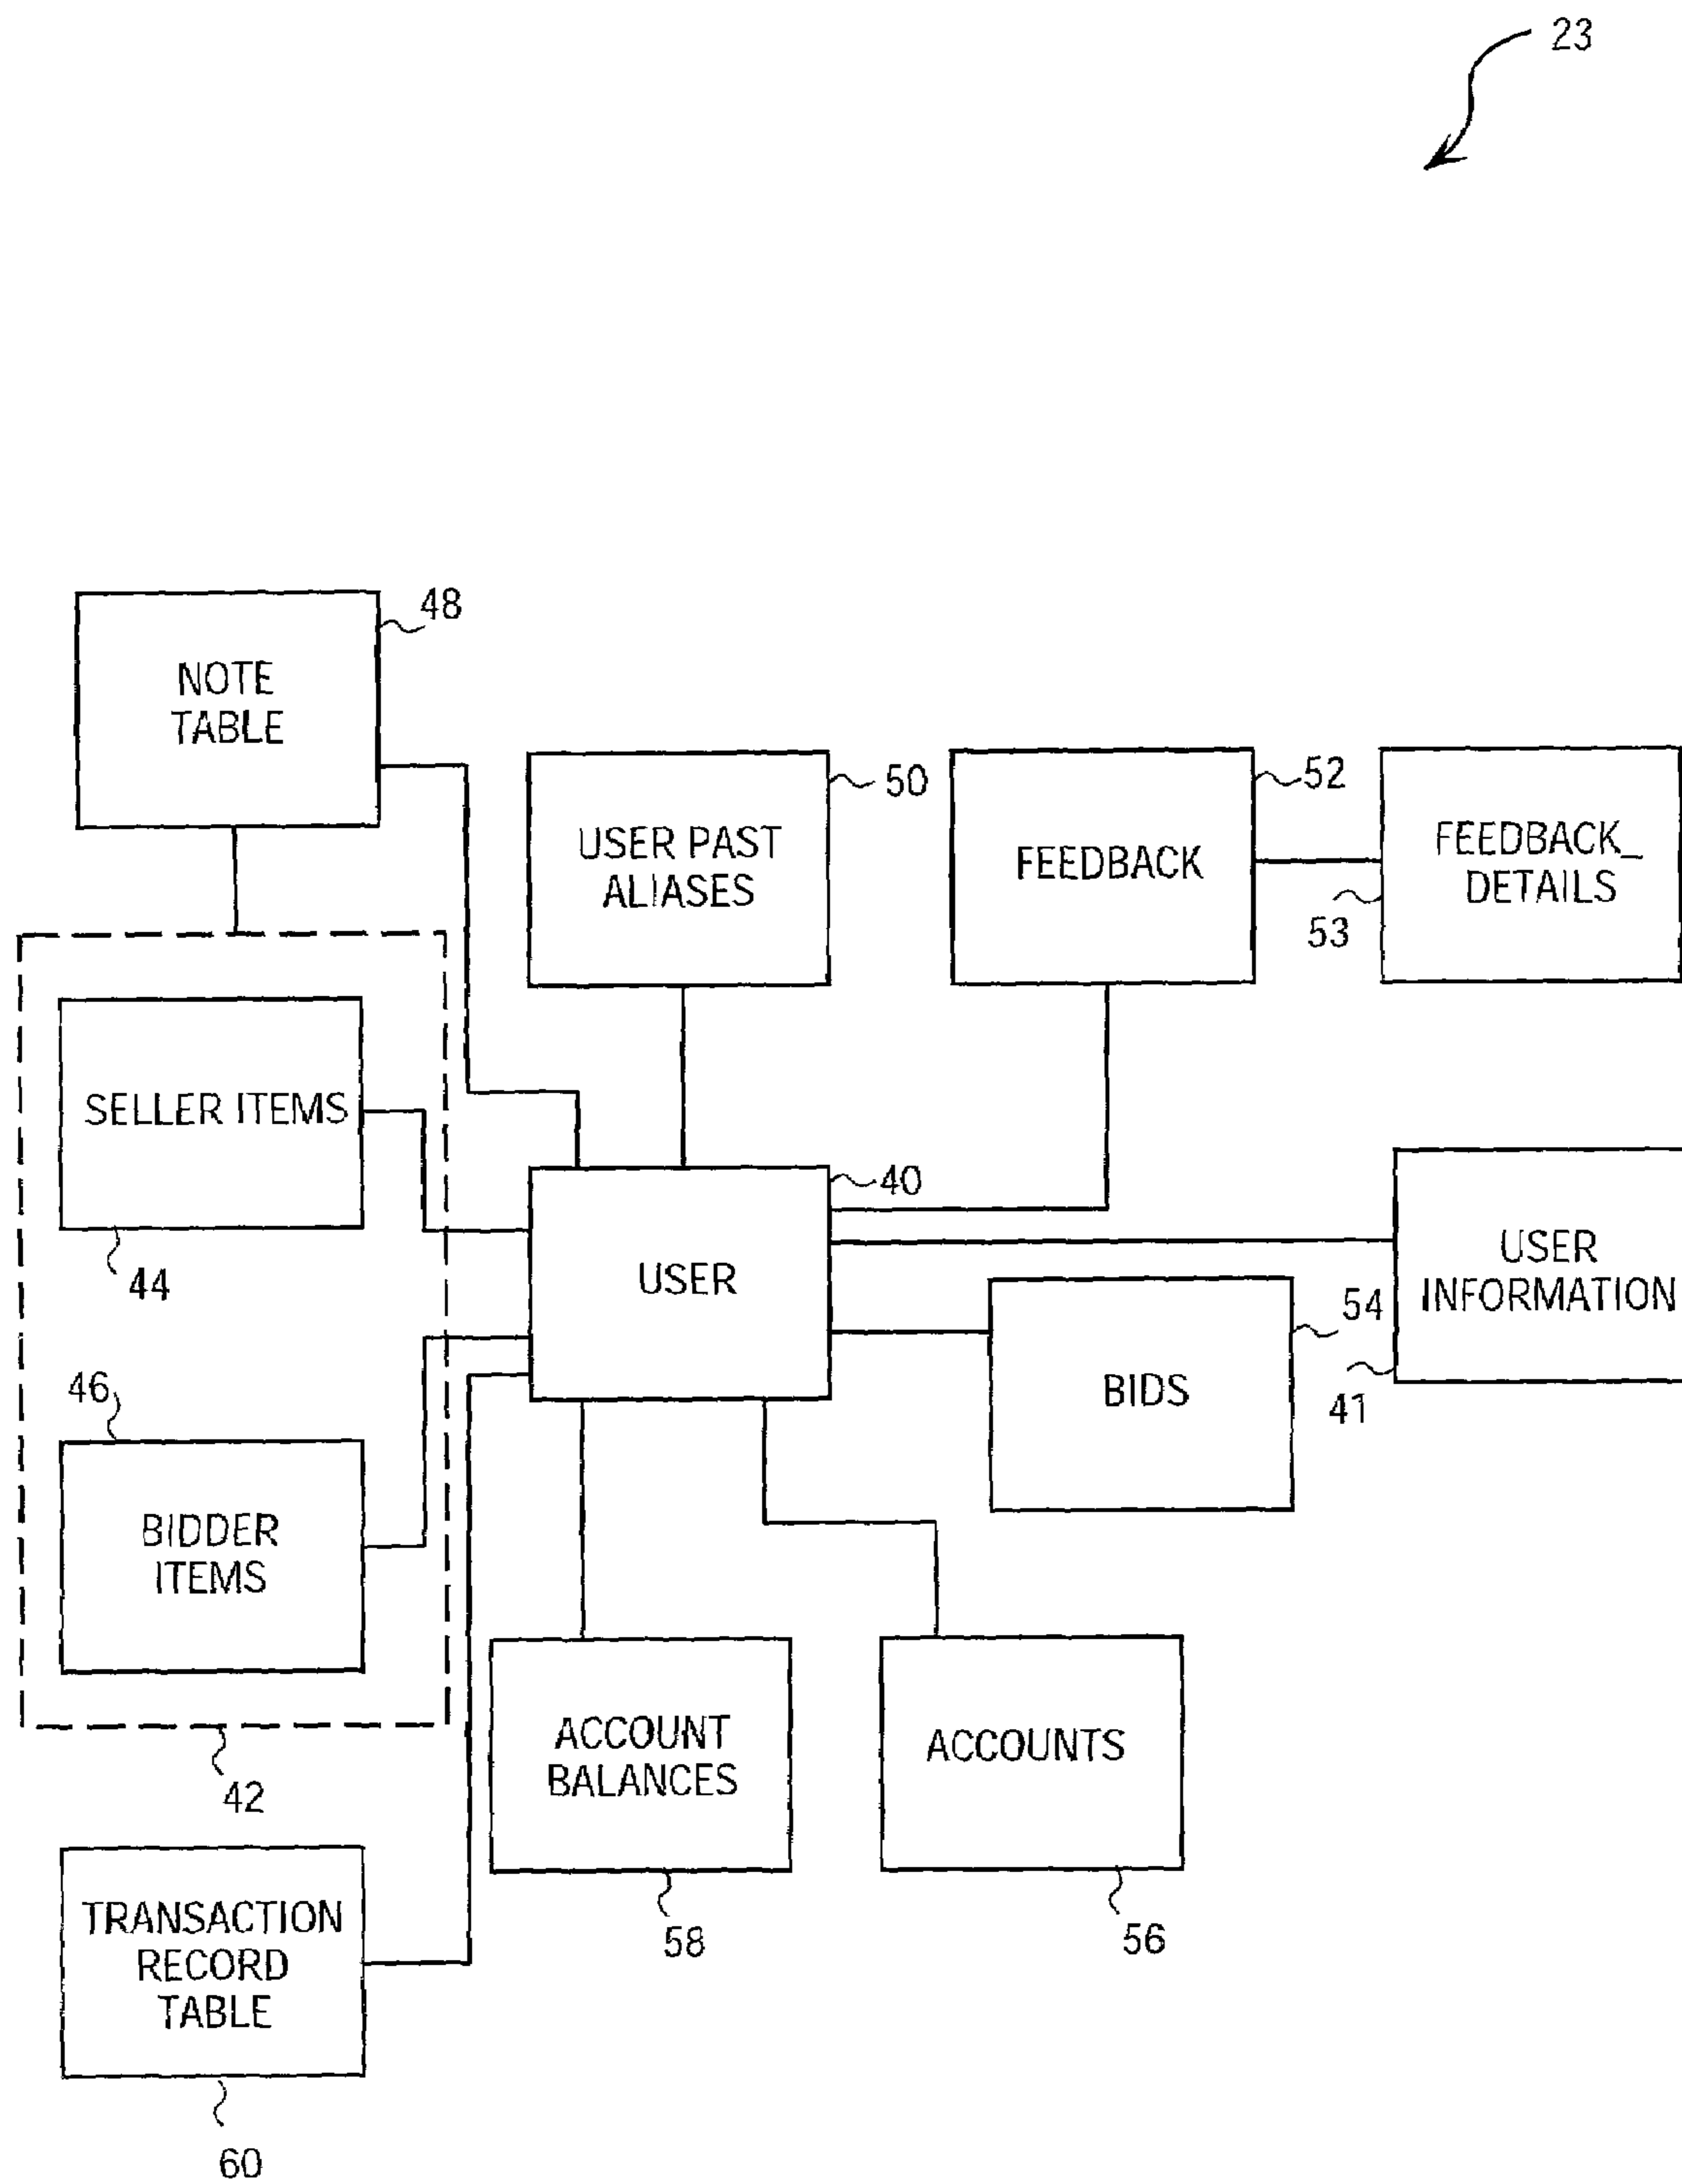 23
48
NOTE
TABLE
50
USER PAST
ALIASES
52
FEEDBACK
FEEDBACK_
DETAILS
53
SELLER ITEMS
44
40
USER
USER
INFORMATION
41
54
BIDS
46
BIDDER
ITEMS
42
ACCOUNT
BALANCES
58
ACCOUNTS
56
TRANSACTION
RECORD
TABLE
60